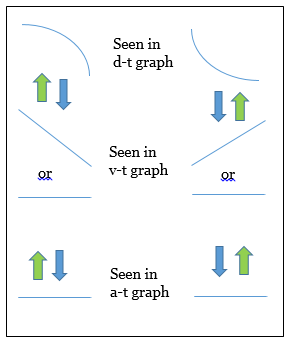 Seen in
d-t graph
Seen in
v-t graph
or
or
Seen in
a-t graph